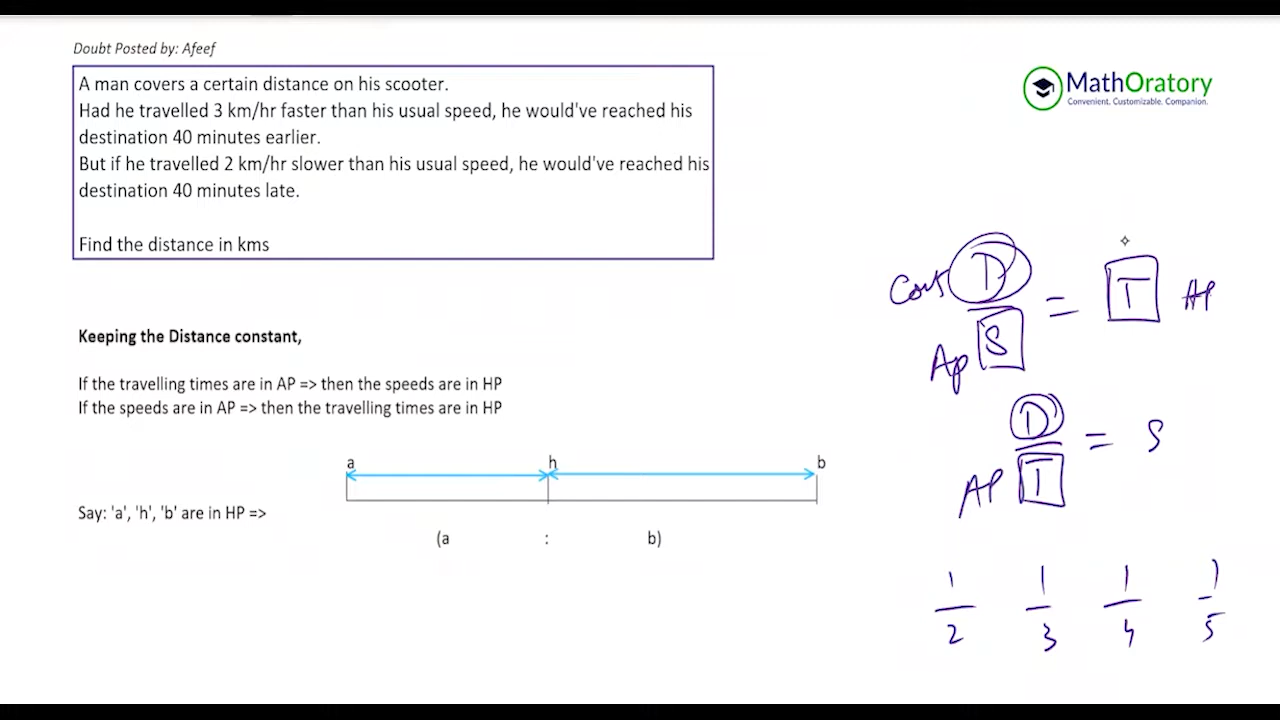 Doubt Posted by: Afeef
A man covers a certain distance on his scooter.
Had he travelled 3 km/hr faster than his usual speed, he would've reached his
destination 40 minutes earlier.
But if he travelled 2 km/hr slower than his usual speed, he would've reached his
destination 40 minutes late.
Find the distance in kms
MathOratory
Convenient. Customizable. Companion.
Keeping the Distance constant,
If the travelling times are in AP => then the speeds are in HP
If the speeds are in AP => then the travelling times are in HP
a h b
Say: 'a', 'h', 'b' are in HP =>
(a : b)
D
= T HP
S
Ap
D
= S
AP T
1 1 1 1
2 3 4 5